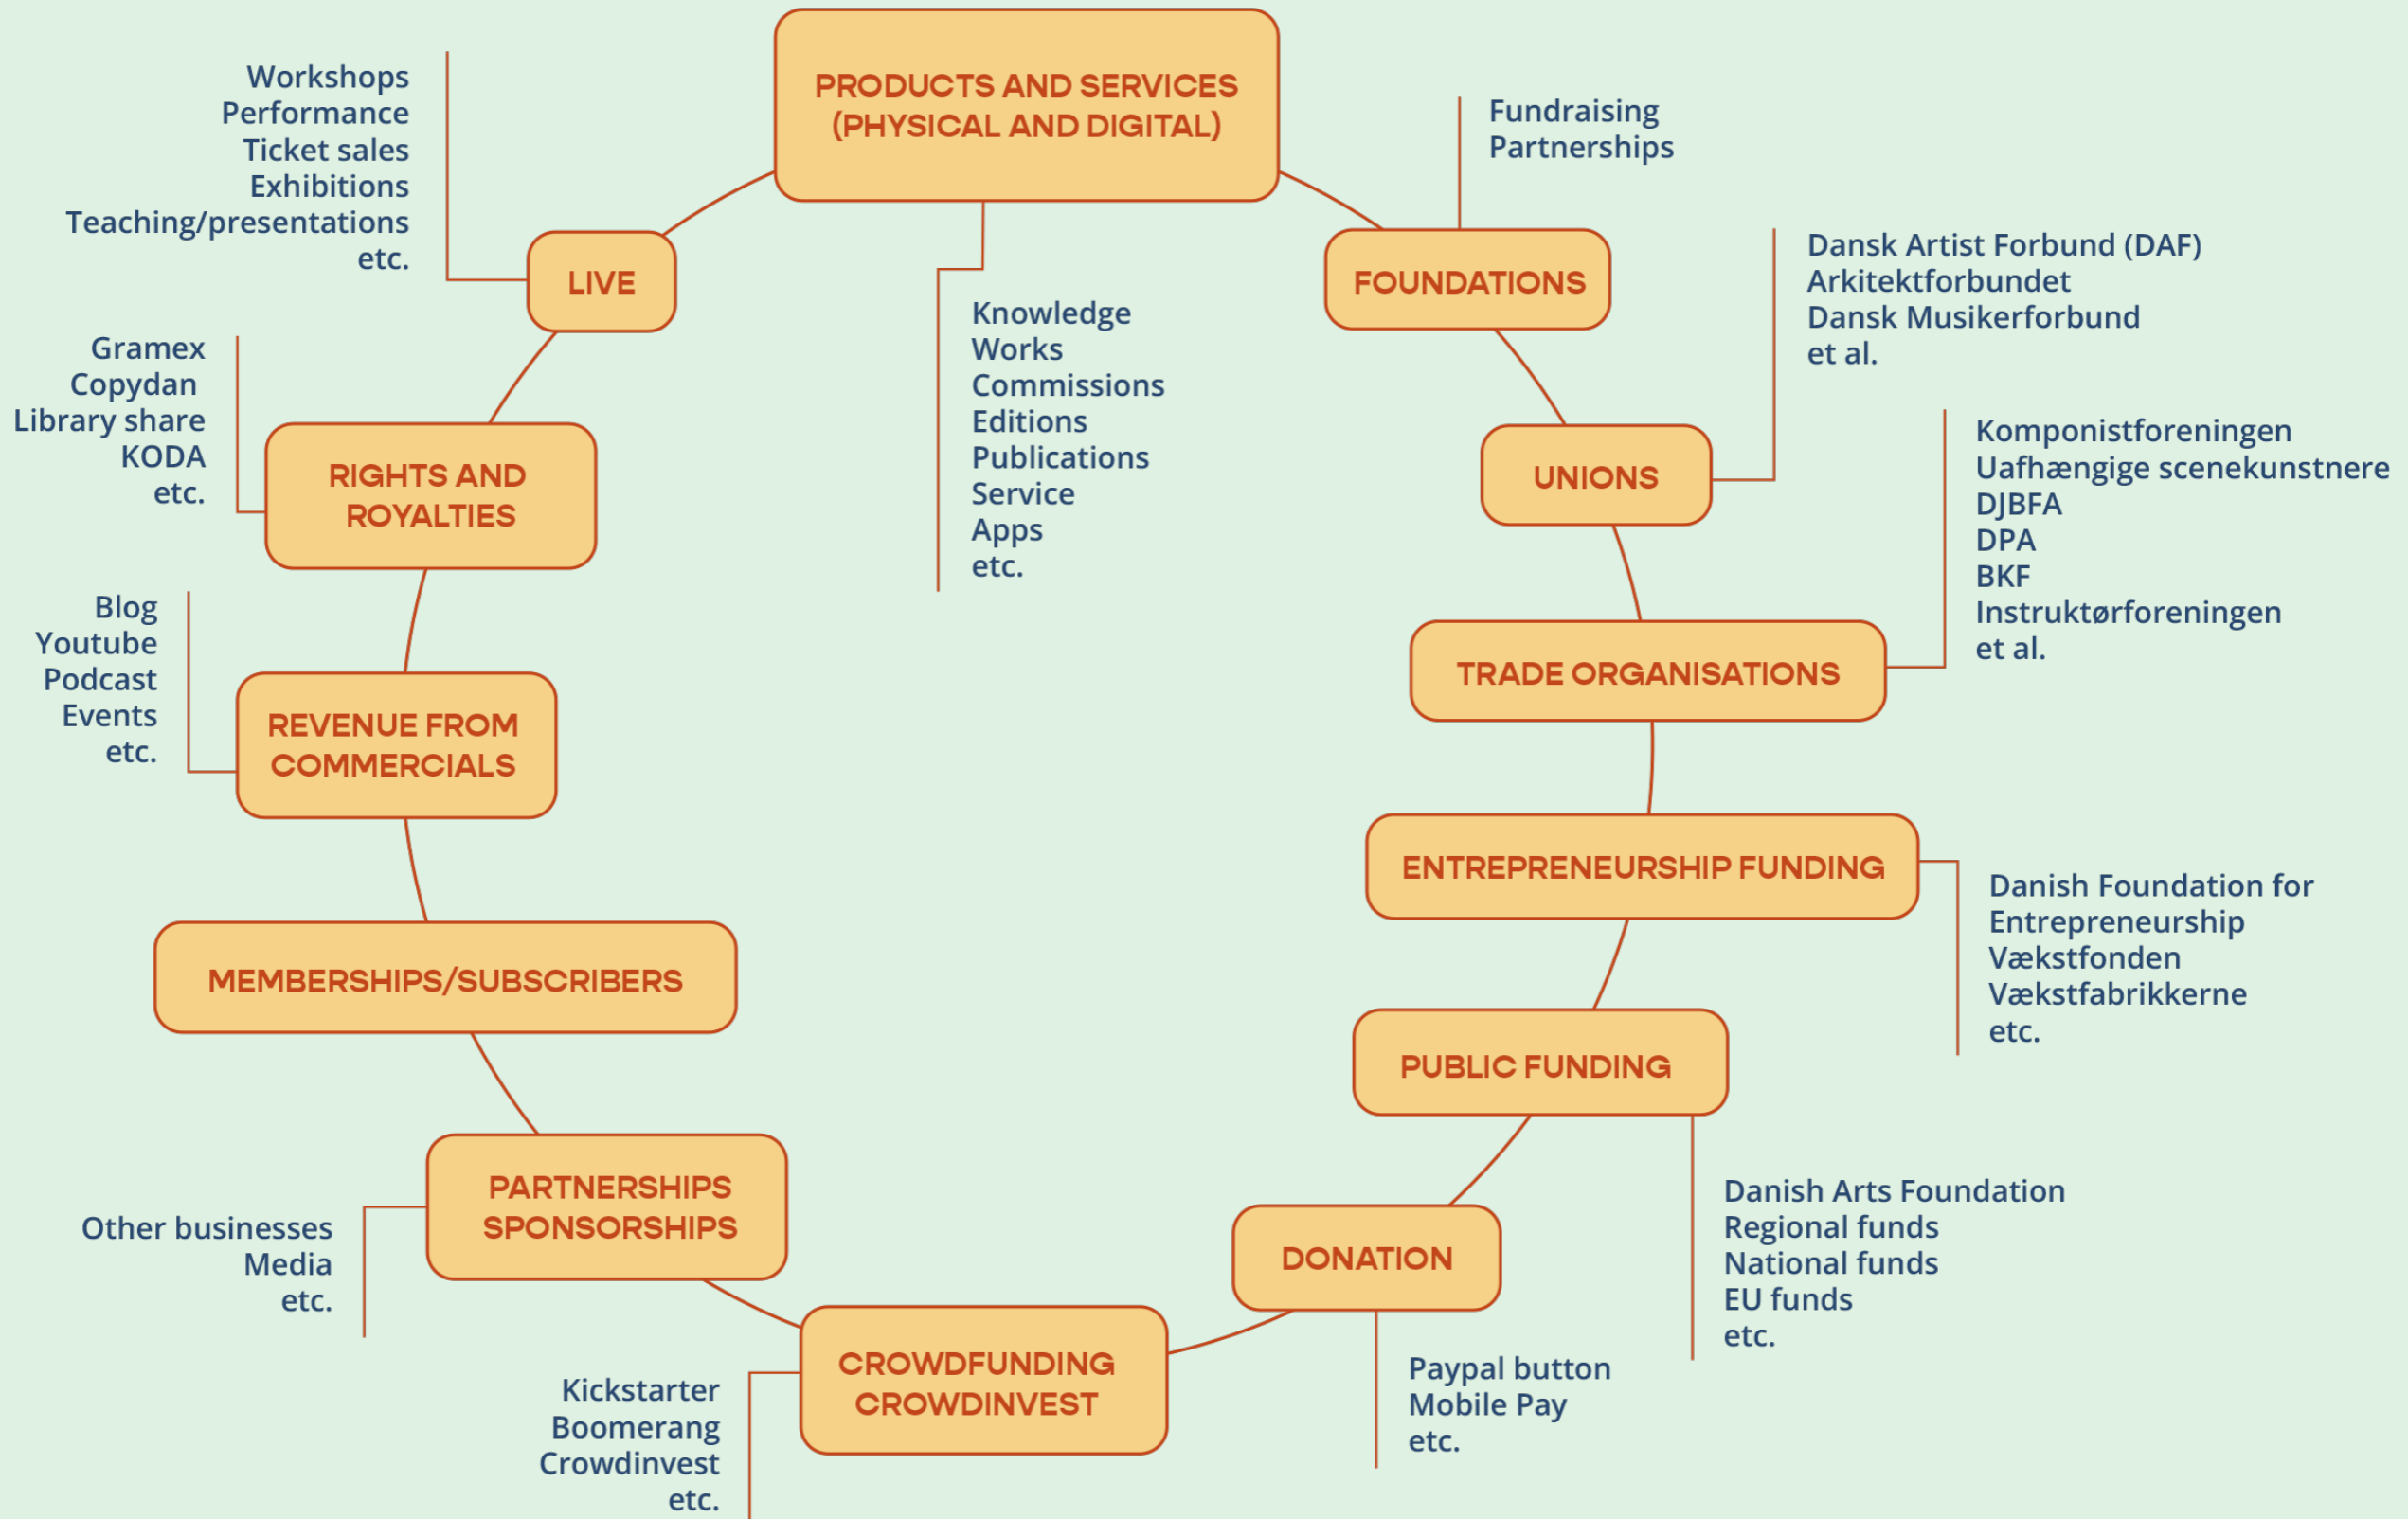 PRODUCTS AND SERVICES
(PHYSICAL AND DIGITAL)
Knowledge
Works
Commissions
Editions
Publications
Service
Apps
etc.
FOUNDATIONS
Fundraising
Partnerships
UNIONS
Dansk Artist Forbund (DAF)
Arkitektforbundet
Dansk Musikerforbund
et al.
TRADE ORGANISATIONS
Komponistforeningen
Uafhængige scenekunstnere
DJBFA
DPA
BKF
Instruktørforeningen
et al.
ENTREPRENEURSHIP FUNDING
Danish Foundation for
Entrepreneurship
Vækstfonden
Vækstfabrikkerne
etc.
PUBLIC FUNDING
Danish Arts Foundation
Regional funds
National funds
EU funds
etc.
DONATION
Paypal button
Mobile Pay
etc.
CROWDFUNDING
CROWDINVEST
Kickstarter
Boomerang
Crowdinvest
etc.
PARTNERSHIPS
SPONSORSHIPS
Other businesses
Media
etc.
MEMBERSHIPS/SUBSCRIBERS
REVENUE FROM
COMMERCIALS
Blog
Youtube
Podcast
Events
etc.
RIGHTS AND
ROYALTIES
Gramex
Copydan
Library share
KODA
etc.
LIVE
Workshops
Performance
Ticket sales
Exhibitions
Teaching/presentations
etc.